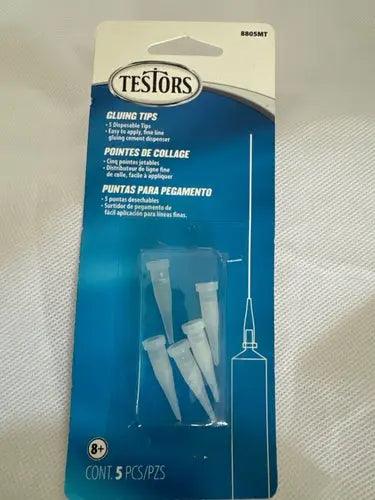 8805MT
TESTORS
GLUING TIPS
• 5 Disposable Tips
• Easy to apply, fine line
gluing cement dispenser
POINTES DE COLLAGE
• Cinq pointes jetables
• Distributeur de ligne fine
de colle, facile à appliquer
PUNTAS PARA PEGAMENTO
• 5 puntas desechables
• Surtidor de pegamento de
fácil aplicación para líneas finas.
8+
CONT. 5 PCS/PZS